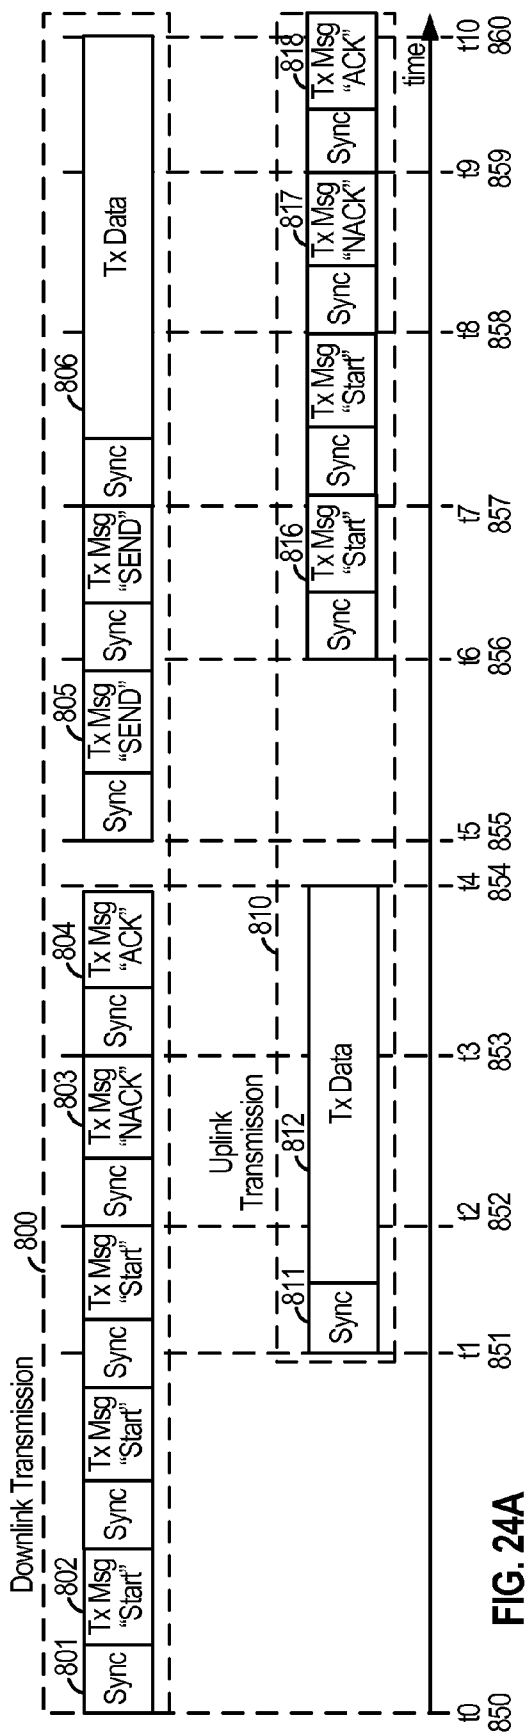 Downlink Transmission
800
801
802
803
804
805
806
Sync
Tx Msg
"Start"
Sync
Tx Msg
"Start"
Sync
Tx Msg
"Start"
Sync
Tx Msg
"NACK"
Sync
Tx Msg
"ACK"
Sync
Tx Msg
"SEND"
Sync
Tx Msg
"SEND"
Sync
Tx Data
Uplink
Transmission
810
811
812
816
817
818
Sync
Tx Data
Sync
Tx Msg
"Start"
Sync
Tx Msg
"Start"
Sync
Tx Msg
"NACK"
Sync
Tx Msg
"ACK"
time
t0
t1
t2
t3
t4
t5
t6
t7
t8
t9
t10
850
851
852
853
854
855
856
857
858
859
860
FIG. 24A